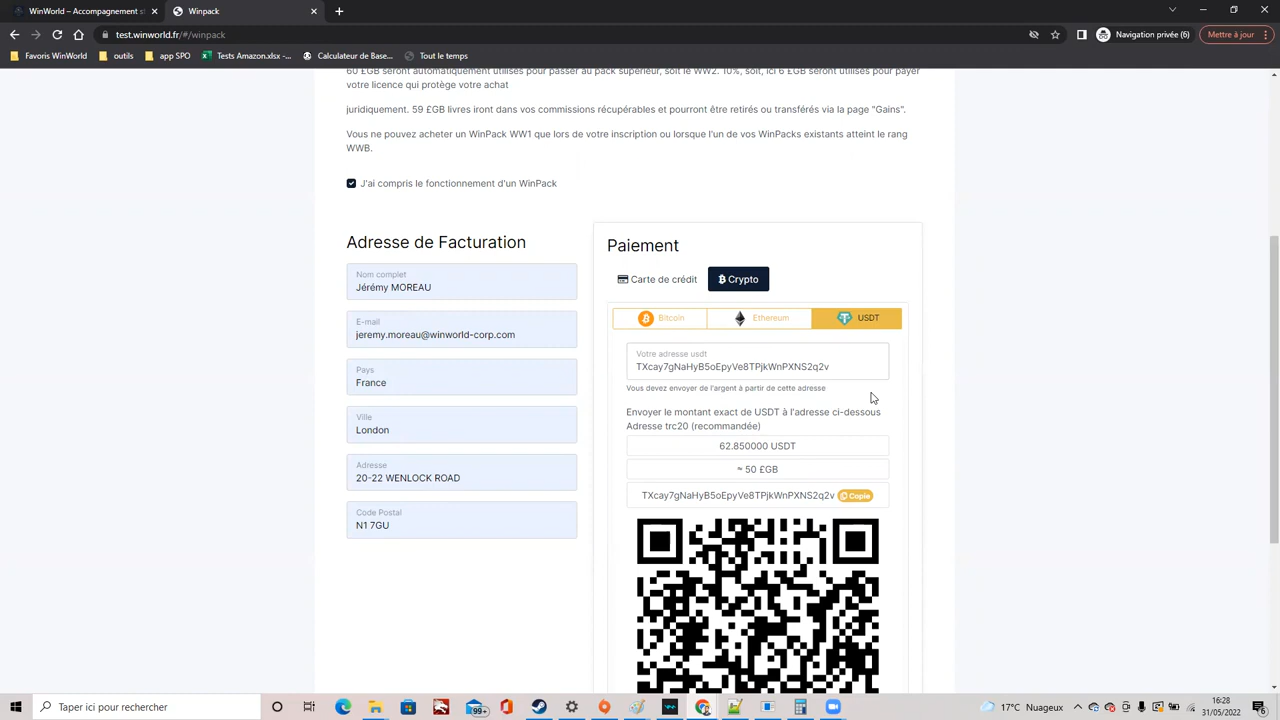 WinWorld – Accompagnement st
Winpack
test.winworld.fr/#/winpack
Navigation privée (6)
Mettre à jour
Favoris WinWorld
outils
app SPO
Tests Amazon.xlsx -...
Calculateur de Base...
Tout le temps
60 £GB seront automatiquement utilisés pour passer au pack supérieur, soit le WW2. 10%, soit, ici 6 £GB seront utilisés pour payer
votre licence qui protège votre achat
juridiquement. 59 £GB livres iront dans vos commissions récupérables et pourront être retirés ou transférés via la page "Gains".
Vous ne pouvez acheter un WinPack WW1 que lors de votre inscription ou lorsque l'un de vos WinPacks existants atteint le rang
WWB.
J'ai compris le fonctionnement d'un WinPack
Adresse de Facturation
Nom complet
Jérémy MOREAU
E-mail
jeremy.moreau@winworld-corp.com
Pays
France
Ville
London
Adresse
20-22 WENLOCK ROAD
Code Postal
N1 7GU
Paiement
Carte de crédit
Crypto
Bitcoin
Ethereum
USDT
Votre adresse usdt
TXcay7gNaHyB5oEpyVe8TPjkWnPXNS2q2v
Vous devez envoyer de l'argent à partir de cette adresse
Envoyer le montant exact de USDT à l'adresse ci-dessous
Adresse trc20 (recommandée)
62.850000 USDT
≈ 50 £GB
TXcay7gNaHyB5oEpyVe8TPjkWnPXNS2q2v Copie
Taper ici pour rechercher
99+
17°C Nuageux
16:28
31/05/2022
6